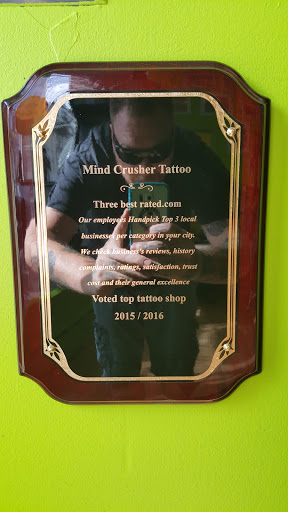 Mind Crusher Tattoo
Three best rated.com
Our employees Handpick Top 3 local
businesses per category in your city.
We check business's reviews, history
complaints, ratings, satisfaction, trust
cost and their general excellence
Voted top tattoo shop
2015 / 2016